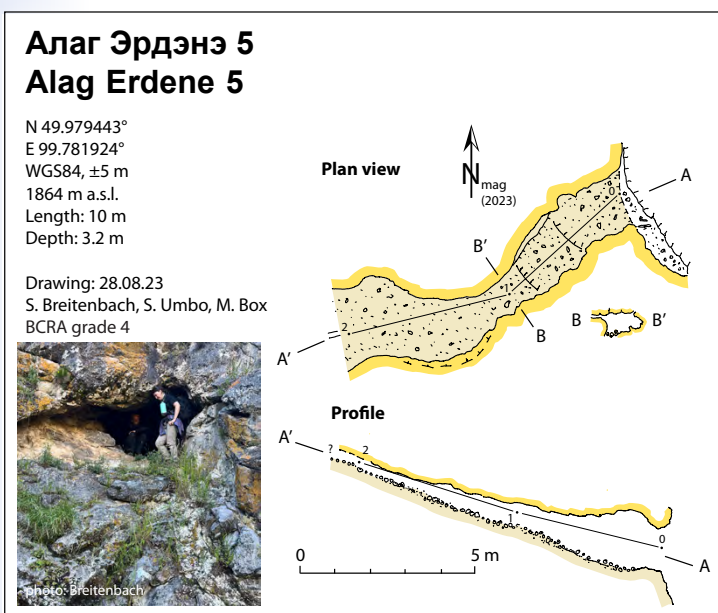 Алаг Эрдэнэ 5
Alag Erdene 5
N 49.979443°
E 99.781924°
WGS84, ±5 m
1864 m a.s.l.
Length: 10 m
Depth: 3.2 m
Drawing: 28.08.23
S. Breitenbach, S. Umbo, M. Box
BCRA grade 4
photo: Breitenbach
Plan view
N mag
(2023)
A
0
B'
1
B
B B'
2
A'
Profile
A'
? 2
1
0
A
0 5 m